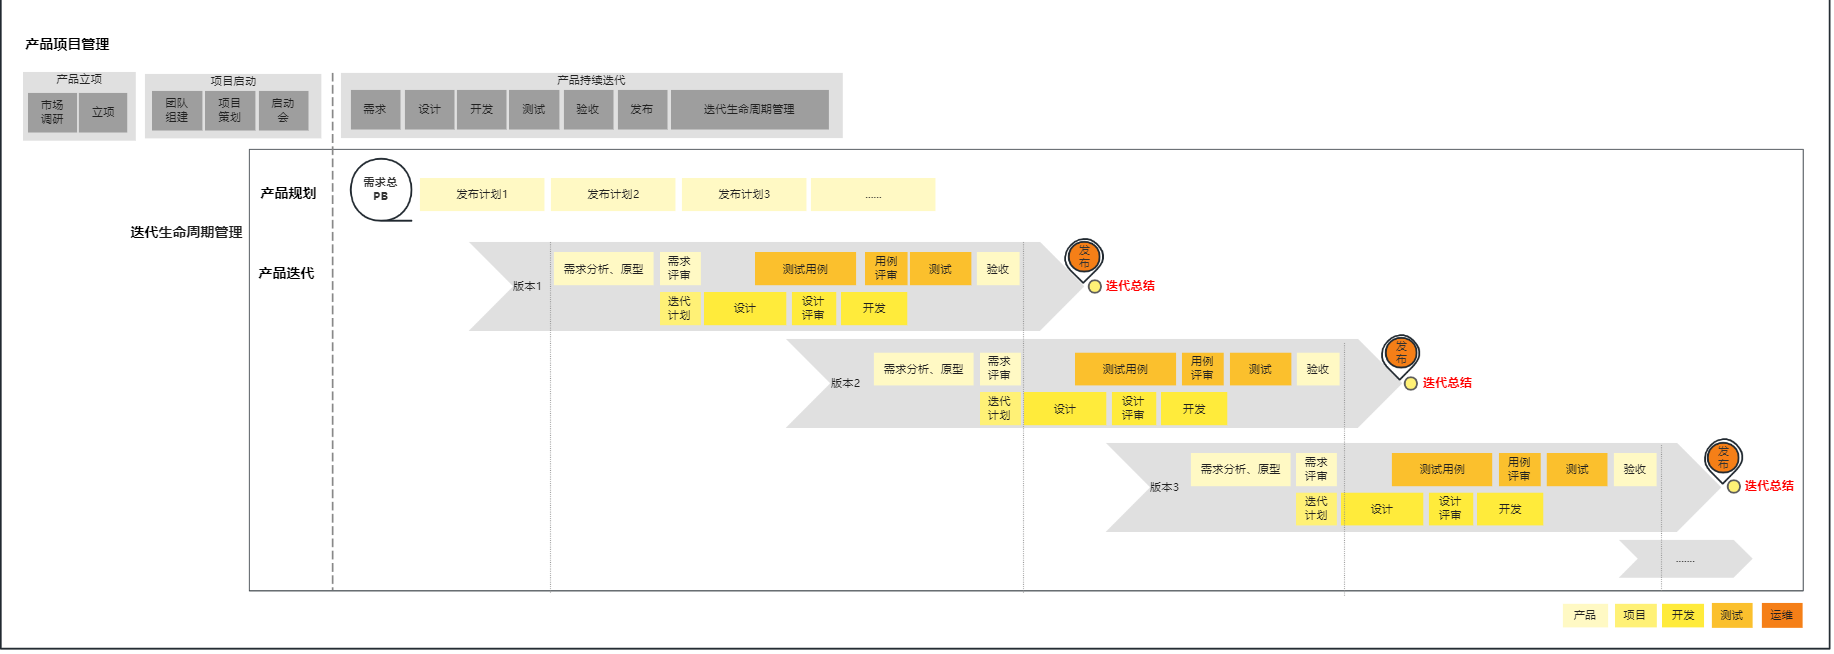 产品项目管理
产品立项
市场
调研
立项
项目启动
团队
组建
项目
策划
启动
会
产品持续迭代
需求
设计
开发
测试
验收
发布
迭代生命周期管理
迭代生命周期管理
产品规划
需求总
PB
发布计划1
发布计划2
发布计划3
......
产品迭代
版本1
需求分析、原型
需求
评审
测试用例
用例
评审
测试
验收
迭代
计划
设计
设计
评审
开发
发
布
迭代总结
版本2
需求分析、原型
需求
评审
测试用例
用例
评审
测试
验收
迭代
计划
设计
设计
评审
开发
发
布
迭代总结
版本3
需求分析、原型
需求
评审
测试用例
用例
评审
测试
验收
迭代
计划
设计
设计
评审
开发
发
布
迭代总结
.......
产品
项目
开发
测试
运维